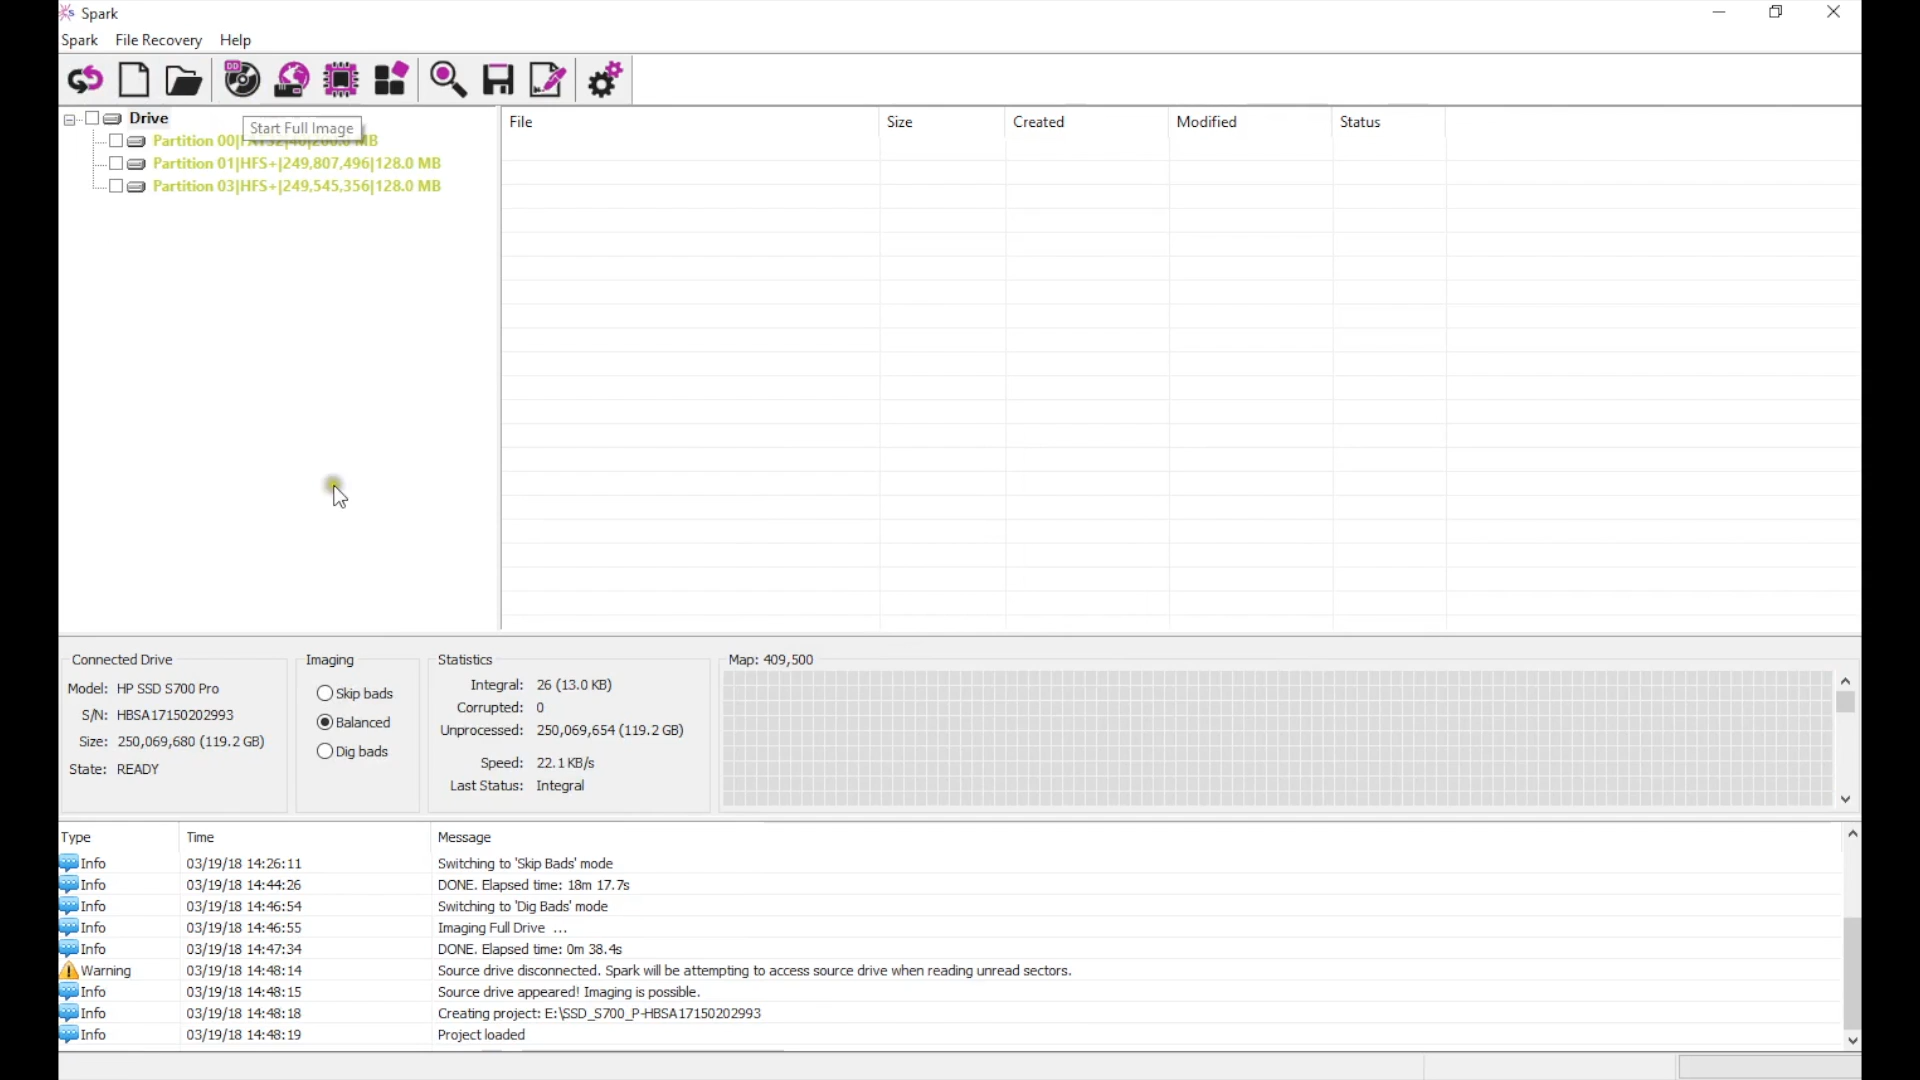 Spark
Spark File Recovery Help
DD
Start Full Image
Drive
Partition 00| MB
Partition 01|HFS+|249,807,496|128.0 MB
Partition 03|HFS+|249,545,356|128.0 MB
File Size Created Modified Status
Connected Drive
Model: HP SSD S700 Pro
S/N: HBSA17150202993
Size: 250,069,680 (119.2 GB)
State: READY
Imaging
Skip bads
Balanced
Dig bads
Statistics
Integral: 26 (13.0 KB)
Corrupted: 0
Unprocessed: 250,069,654 (119.2 GB)
Speed: 22.1 KB/s
Last Status: Integral
Map: 409,500
Type Time Message
Info 03/19/18 14:26:11 Switching to 'Skip Bads' mode
Info 03/19/18 14:44:26 DONE. Elapsed time: 18m 17.7s
Info 03/19/18 14:46:54 Switching to 'Dig Bads' mode
Info 03/19/18 14:46:55 Imaging Full Drive ...
Info 03/19/18 14:47:34 DONE. Elapsed time: 0m 38.4s
Warning 03/19/18 14:48:14 Source drive disconnected. Spark will be attempting to access source drive when reading unread sectors.
Info 03/19/18 14:48:15 Source drive appeared! Imaging is possible.
Info 03/19/18 14:48:18 Creating project: E:\SSD_S700_P-HBSA17150202993
Info 03/19/18 14:48:19 Project loaded